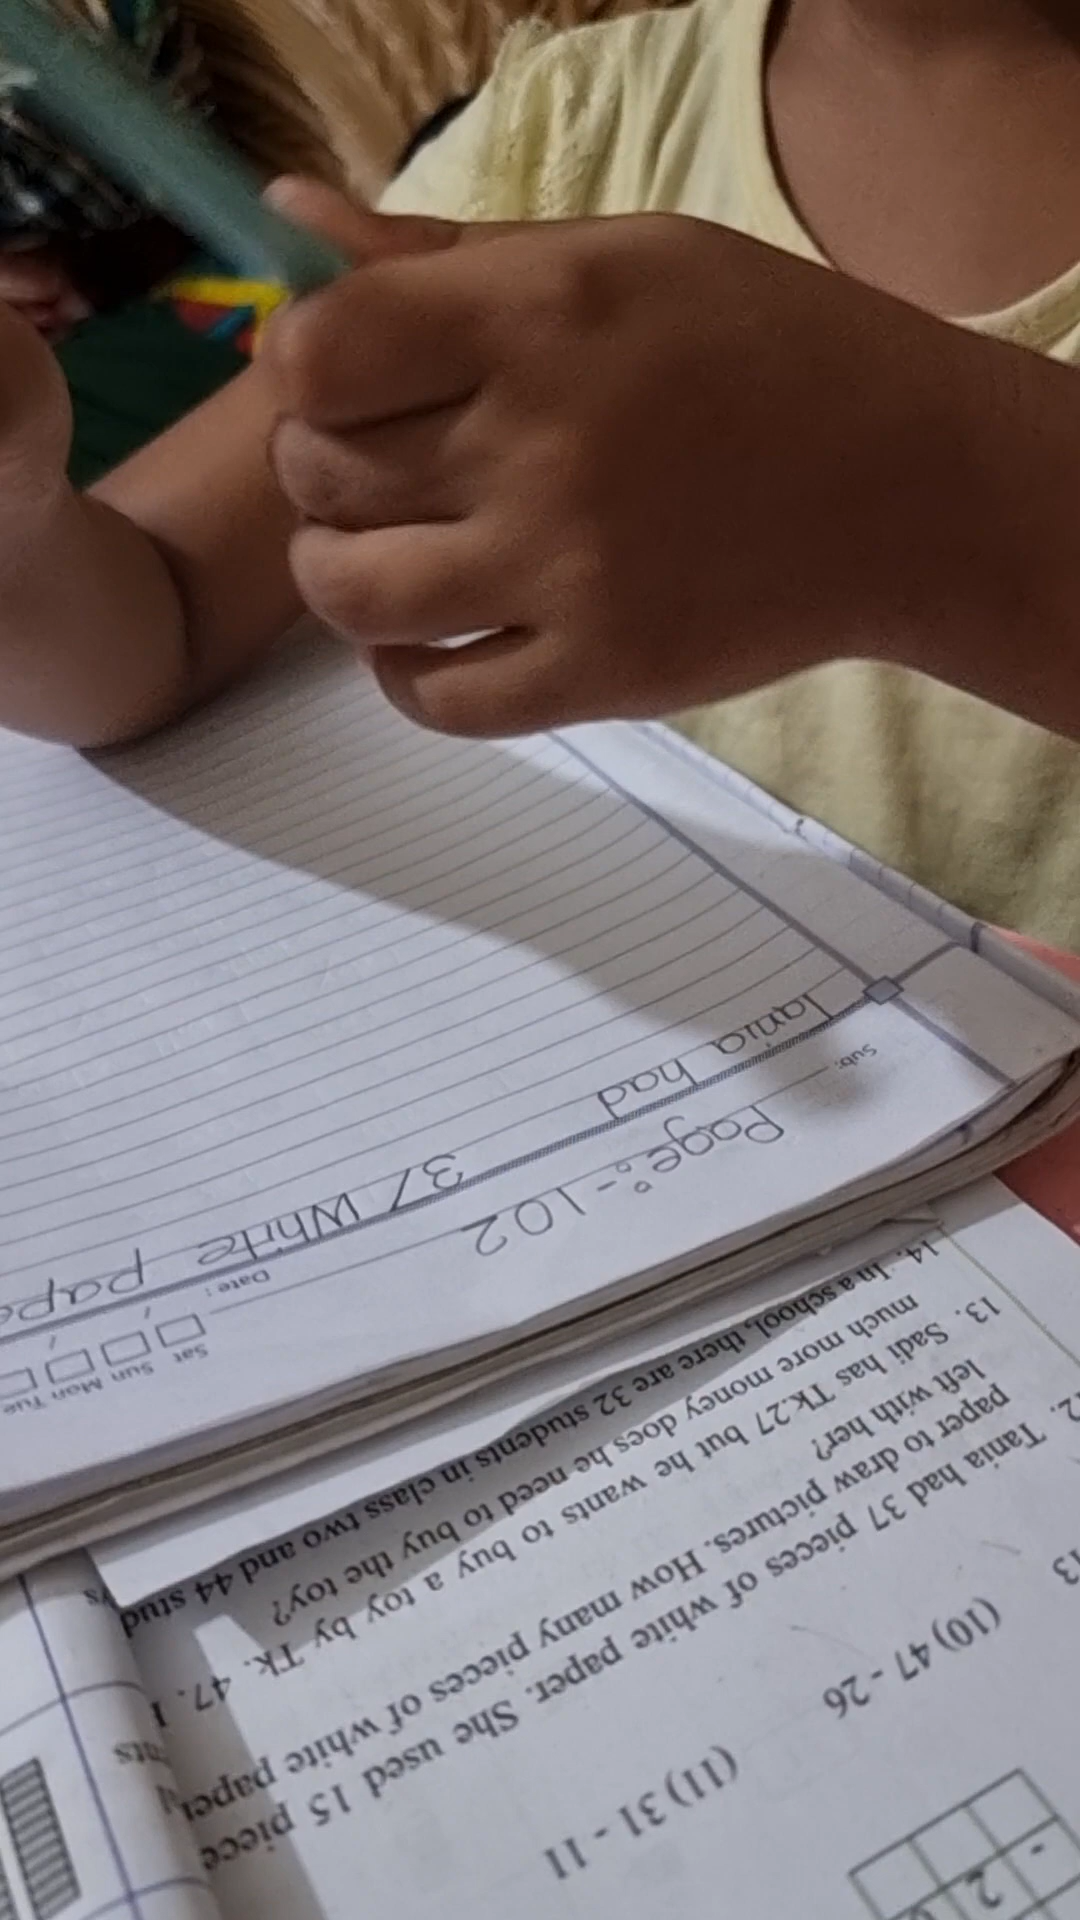 Sat Sun Mon Tue
Date :
Page:- 102
Sub:
Tania had 37 White pape
3
(10) 47 - 26
(11) 31 - 11
2
-
2. Tania had 37 pieces of white paper. She used 15 piece
paper to draw pictures. How many pieces of white paper
left with her?
13. Sadi has Tk.27 but he wants to buy a toy by Tk. 47.
much more money does he need to buy the toy?
14. In a school, there are 32 students in class two and 44 stud